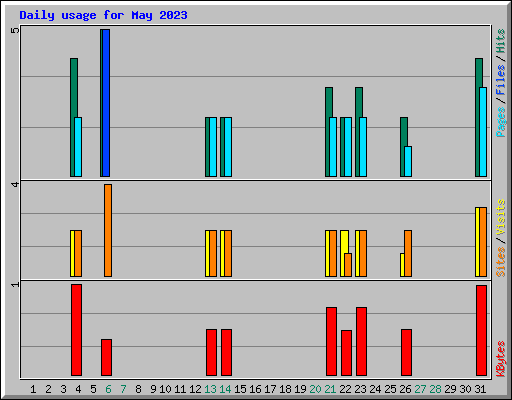 Daily usage for May 2023
5
4
1
Pages / Files / Hits
Sites / Visits
KBytes
1 2 3 4 5 6 7 8 9 10 11 12 13 14 15 16 17 18 19 20 21 22 23 24 25 26 27 28 29 30 31